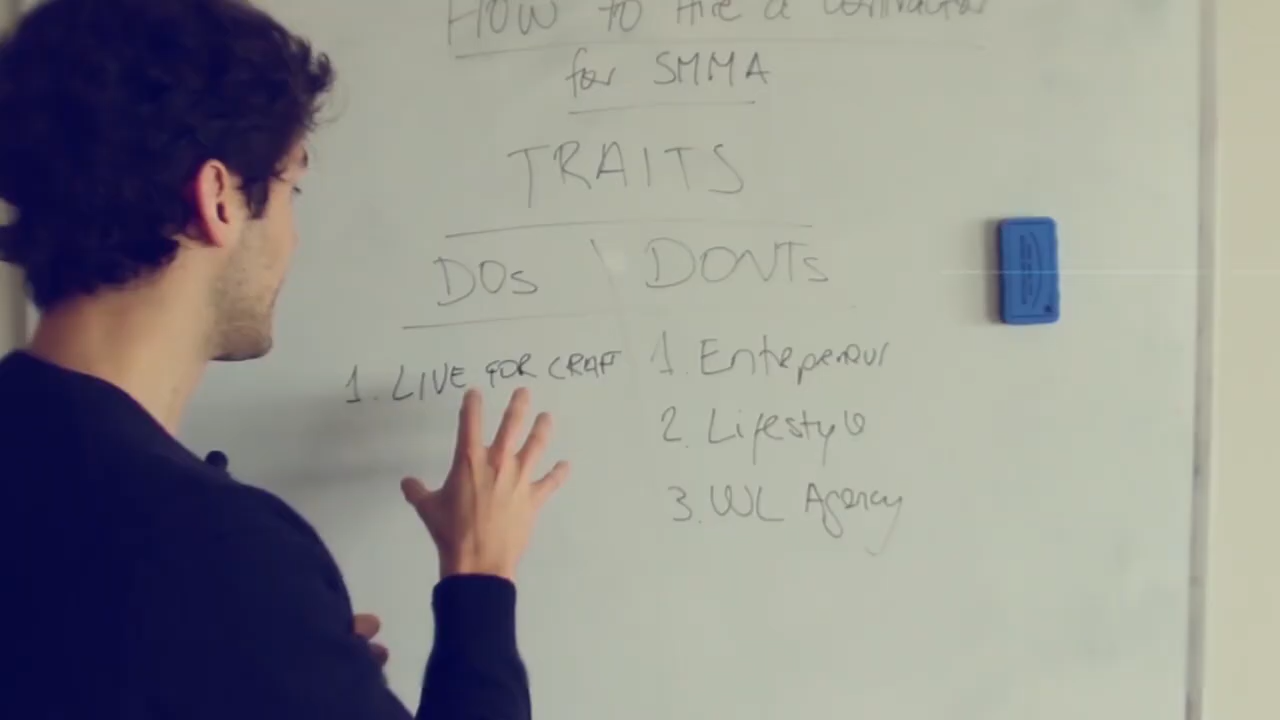 How to Hire a contractor
for SMMA
TRAITS
DOs
DONTs
1. LIVE FOR CRAFT
1. Entepernur
2. Lifestyle
3. WL Agency